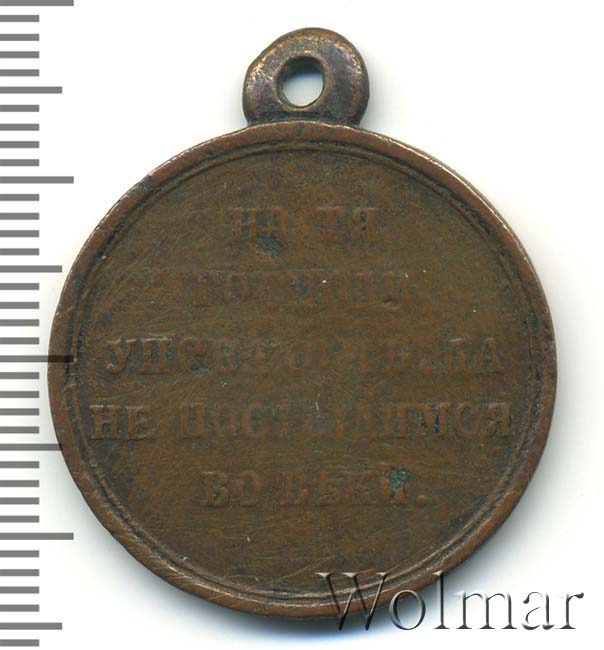 НА ТЯ
ГОСПОДИ
УПОВАХОМЪ ДА
НЕ ПОСТЫДИМСЯ
ВО ВѢКИ.
Wolmar